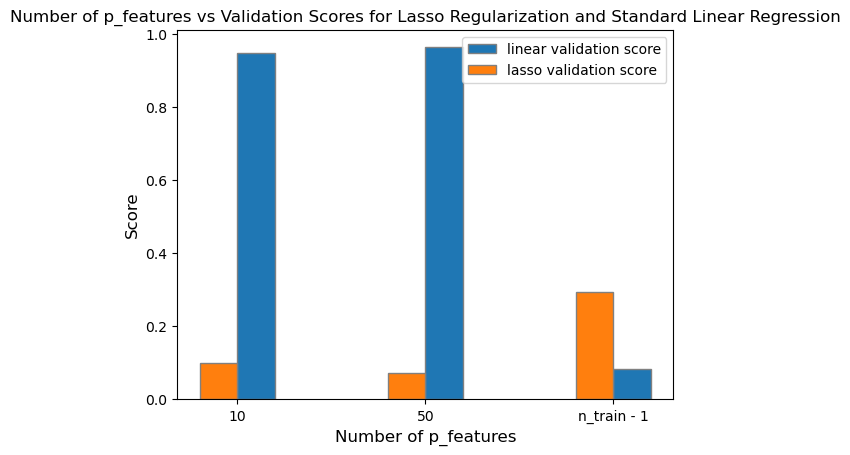 Number of p_features vs Validation Scores for Lasso Regularization and Standard Linear Regression
linear validation score
lasso validation score
1.0
0.8
0.6
0.4
0.2
0.0
Score
10
50
n_train - 1
Number of p_features